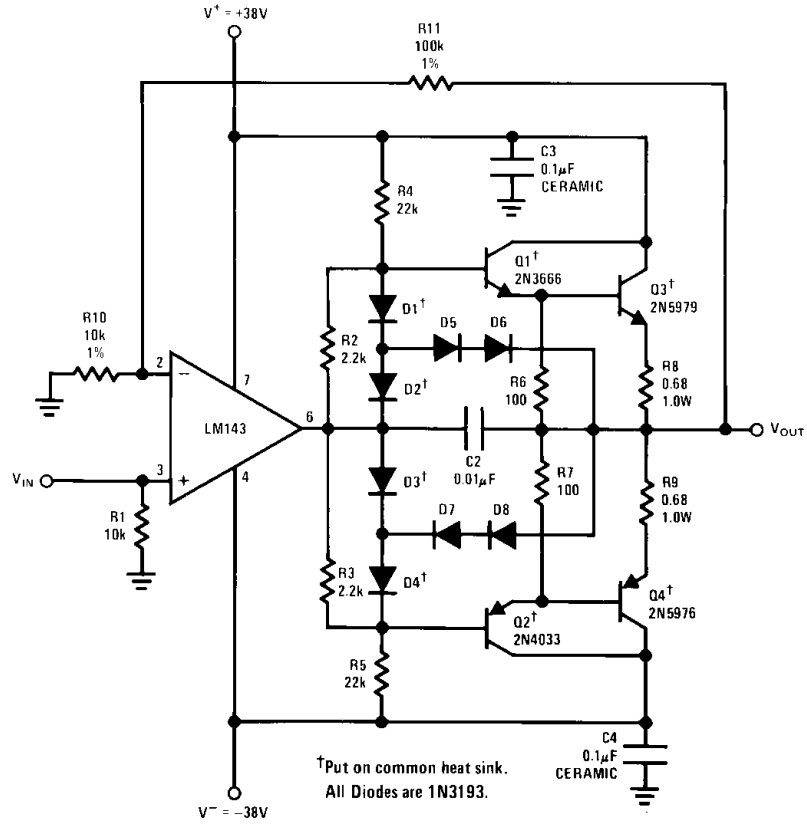 V+ = +38V
R11
100k
1%
C3
0.1µF
CERAMIC
R4
22k
Q1†
2N3666
Q3†
2N5979
D1†
D5
D6
R10
10k
1%
R2
2.2k
R8
0.68
1.0W
2
7
−
D2†
R6
100
LM143
6
VOUT
VIN
3
+
4
C2
0.01µF
D3†
R7
100
R9
0.68
1.0W
R1
10k
D7
D8
R3
2.2k
D4†
Q2†
2N4033
Q4†
2N5976
R5
22k
C4
0.1µF
CERAMIC
†Put on common heat sink.
All Diodes are 1N3193.
V− = −38V